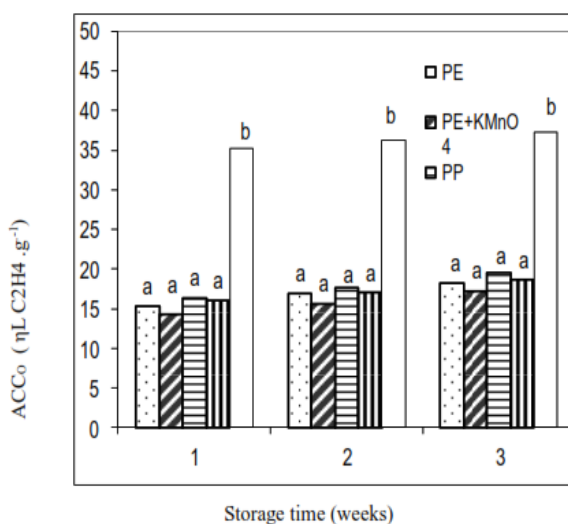 50
45
40
35
30
25
20
15
10
5
0
ACCo ( ηL C2H4 .g⁻¹)
PE
PE+KMnO
4
PP
a a a a b
a a a a b
a a a a b
1 2 3
Storage time (weeks)